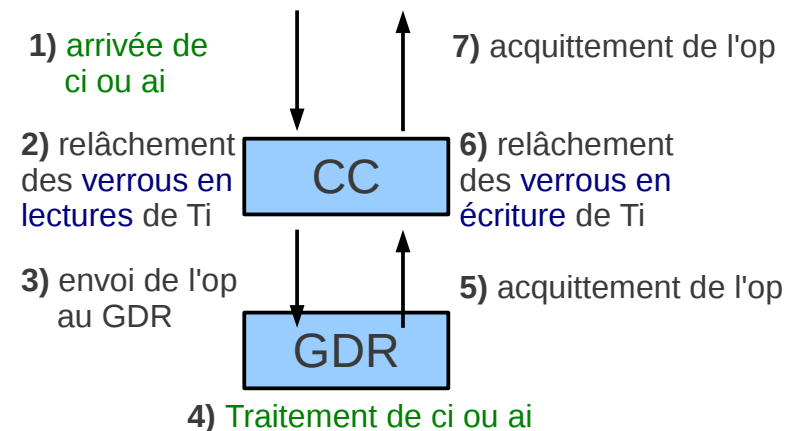 1) arrivée de
ci ou ai
2) relâchement
des verrous en
lectures de Ti
3) envoi de l'op
au GDR
CC
GDR
4) Traitement de ci ou ai
7) acquittement de l'op
6) relâchement
des verrous en
écriture de Ti
5) acquittement de l'op